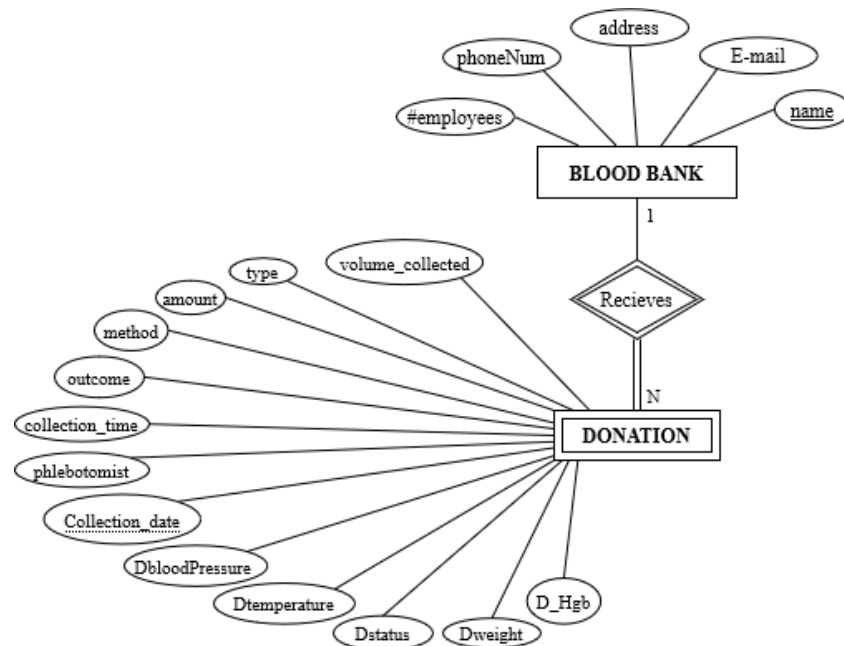 address
phoneNum
E-mail
#employees
name
BLOOD BANK
1
Recieves
N
DONATION
volume_collected
type
amount
method
outcome
collection_time
phlebotomist
Collection_date
DbloodPressure
Dtemperature
Dstatus
Dweight
D_Hgb